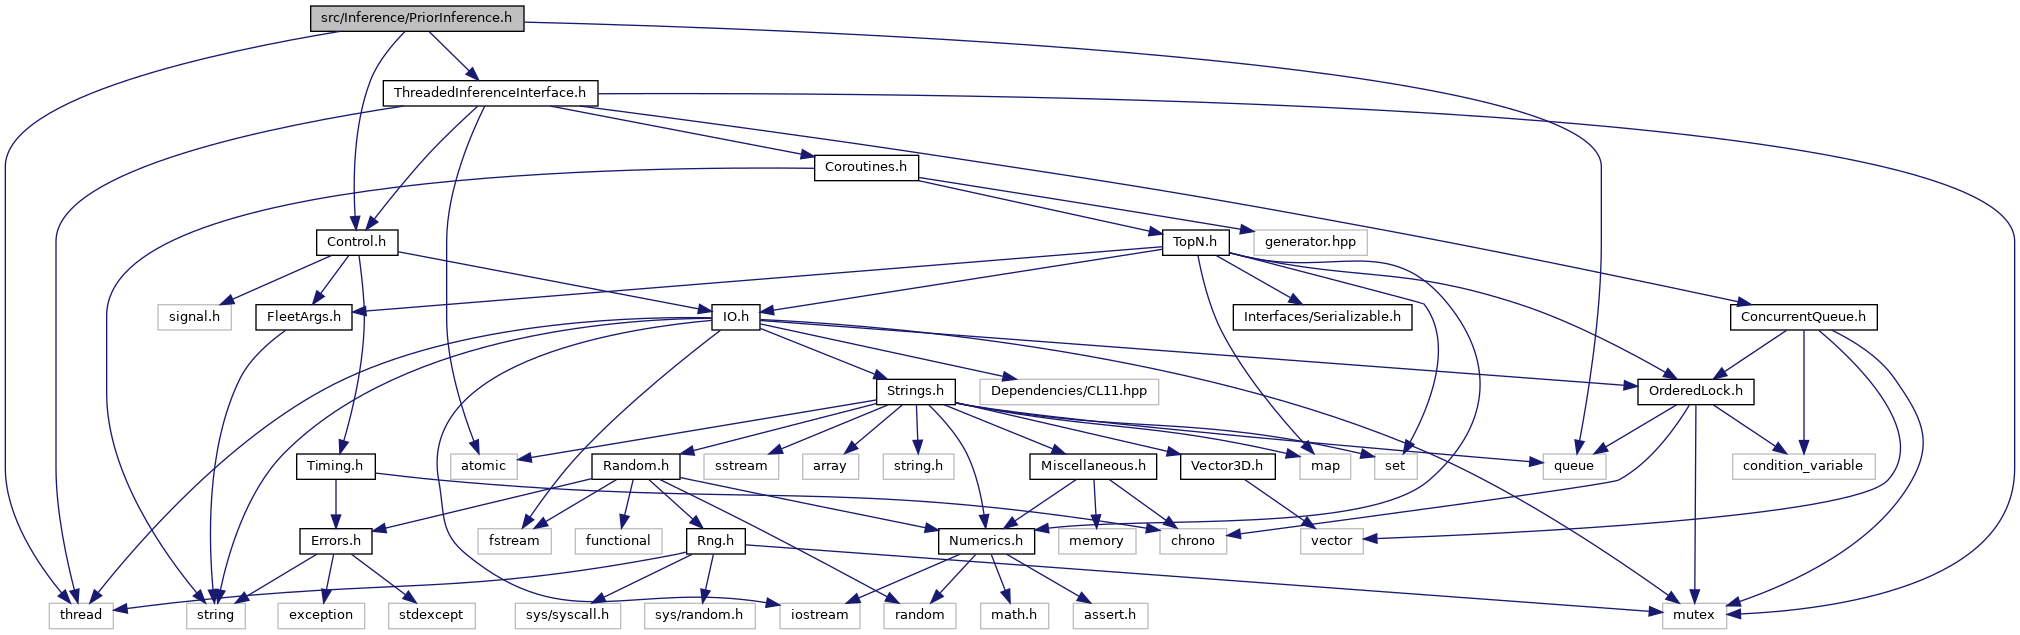 src/Inference/PriorInference.h
ThreadedInferenceInterface.h
Coroutines.h
Control.h
TopN.h
generator.hpp
signal.h
FleetArgs.h
IO.h
Interfaces/Serializable.h
ConcurrentQueue.h
Strings.h
Dependencies/CL11.hpp
OrderedLock.h
Timing.h
atomic
Random.h
sstream
array
string.h
Miscellaneous.h
Vector3D.h
map
set
queue
condition_variable
Errors.h
fstream
functional
Rng.h
Numerics.h
memory
chrono
vector
thread
string
exception
stdexcept
sys/syscall.h
sys/random.h
iostream
random
math.h
assert.h
mutex